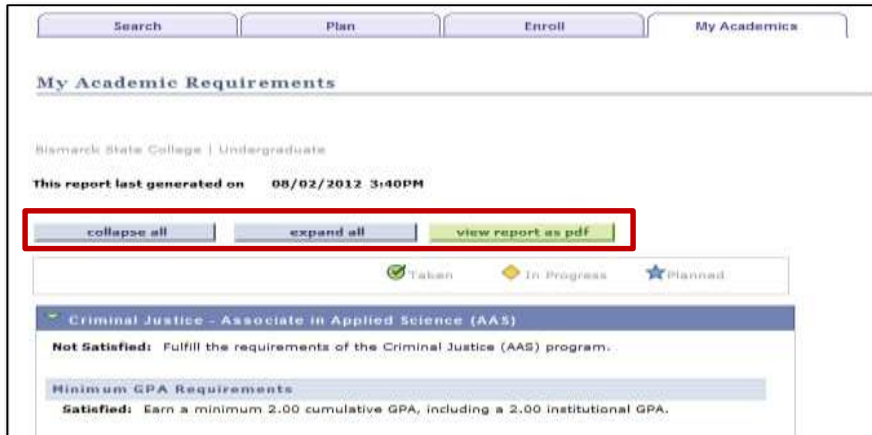 Search Plan Enroll My Academics
My Academic Requirements
Bismarck State College | Undergraduate
This report last generated on 08/02/2012 3:40PM
collapse all expand all view report as pdf
Taken In Progress Planned
Criminal Justice - Associate in Applied Science (AAS)
Not Satisfied: Fulfill the requirements of the Criminal Justice (AAS) program.
Minimum GPA Requirements
Satisfied: Earn a minimum 2.00 cumulative GPA, including a 2.00 institutional GPA.